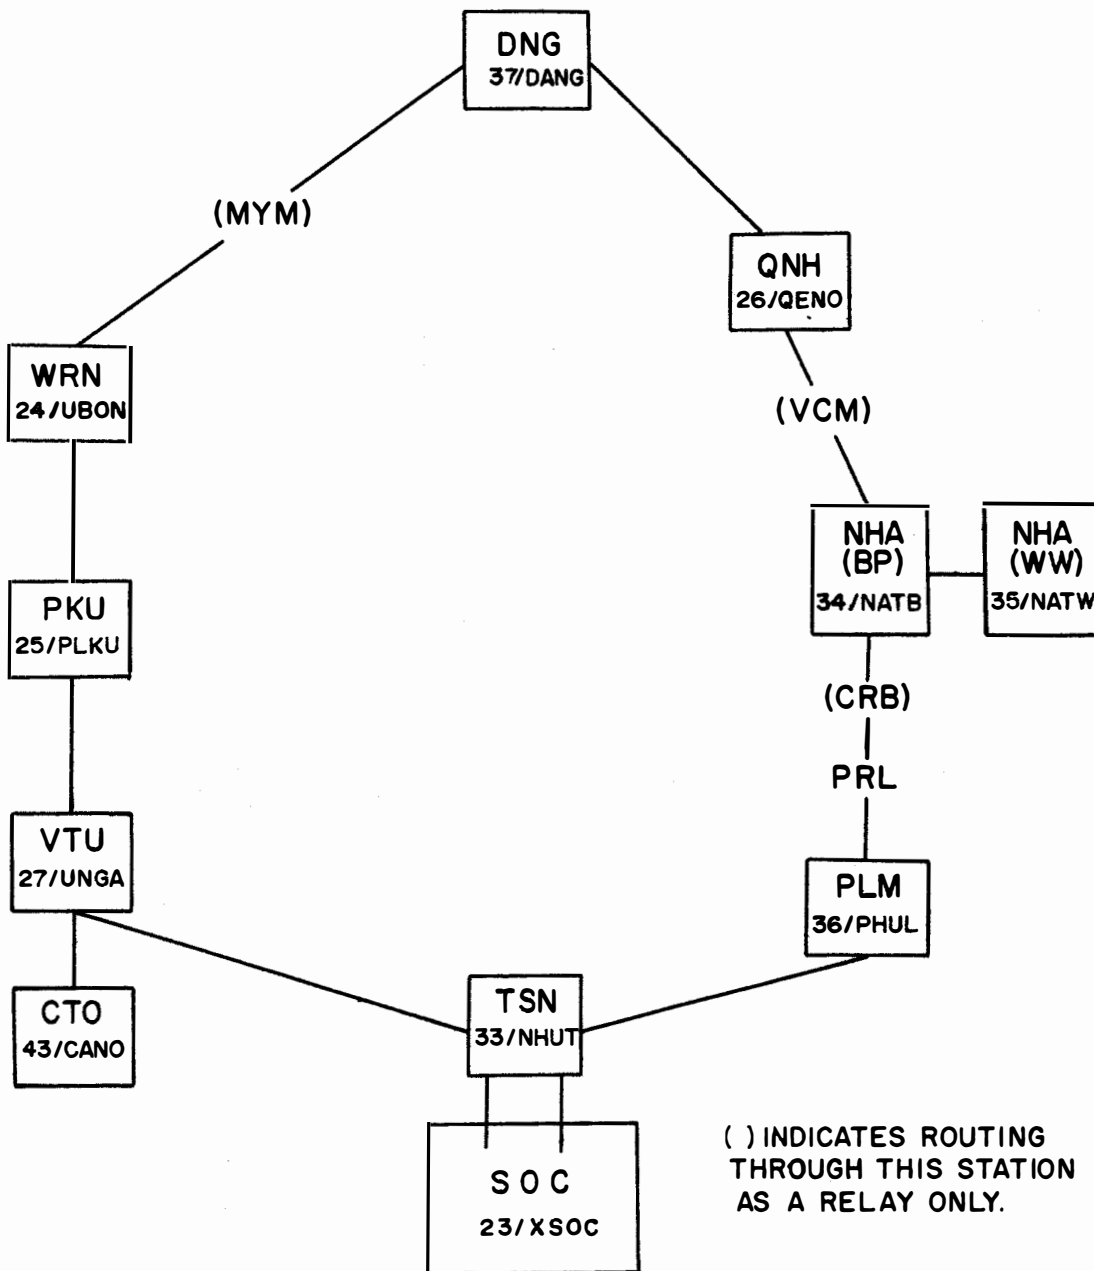 DNG
37/DANG
(MYM)
QNH
26/QENO
WRN
24/UBON
(VCM)
NHA
(BP)
34/NATB
NHA
(WW)
35/NATW
PKU
25/PLKU
(CRB)
PRL
VTU
27/UNGA
PLM
36/PHUL
CTO
43/CANO
TSN
33/NHUT
SOC
23/XSOC
( ) INDICATES ROUTING
THROUGH THIS STATION
AS A RELAY ONLY.